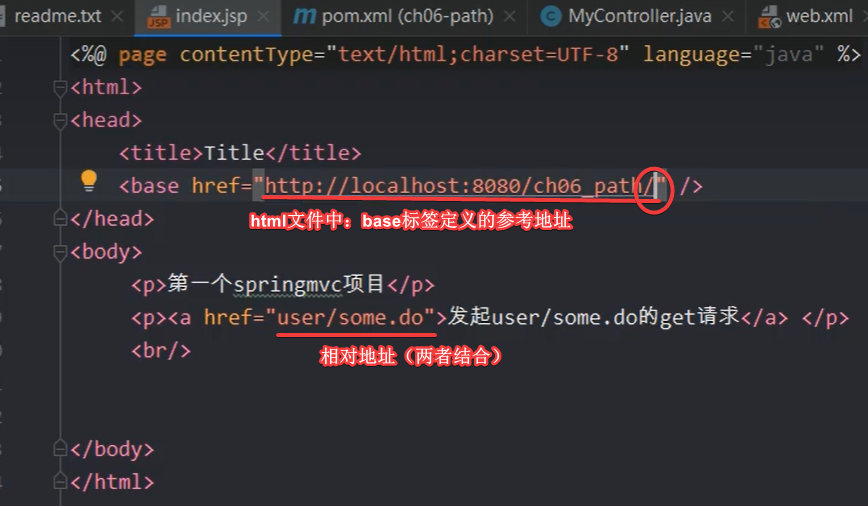 readme.txt index.jsp pom.xml (ch06-path) MyController.java web.xml
<%@ page contentType="text/html;charset=UTF-8" language="java" %>
<html>
<head>
<title>Title</title>
<base href="http://localhost:8080/ch06_path/" />
html文件中：base标签定义的参考地址
</head>
<body>
<p>第一个springmvc项目</p>
<p><a href="user/some.do">发起user/some.do的get请求</a> </p>
相对地址（两者结合）
<br/>
</body>
</html>